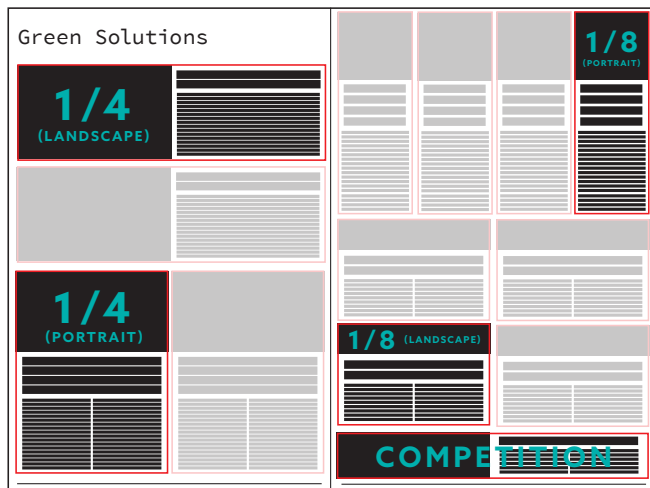 Green Solutions
1/4
(LANDSCAPE)
1/4
(PORTRAIT)
1/8
(PORTRAIT)
1/8 (LANDSCAPE)
COMPETITION